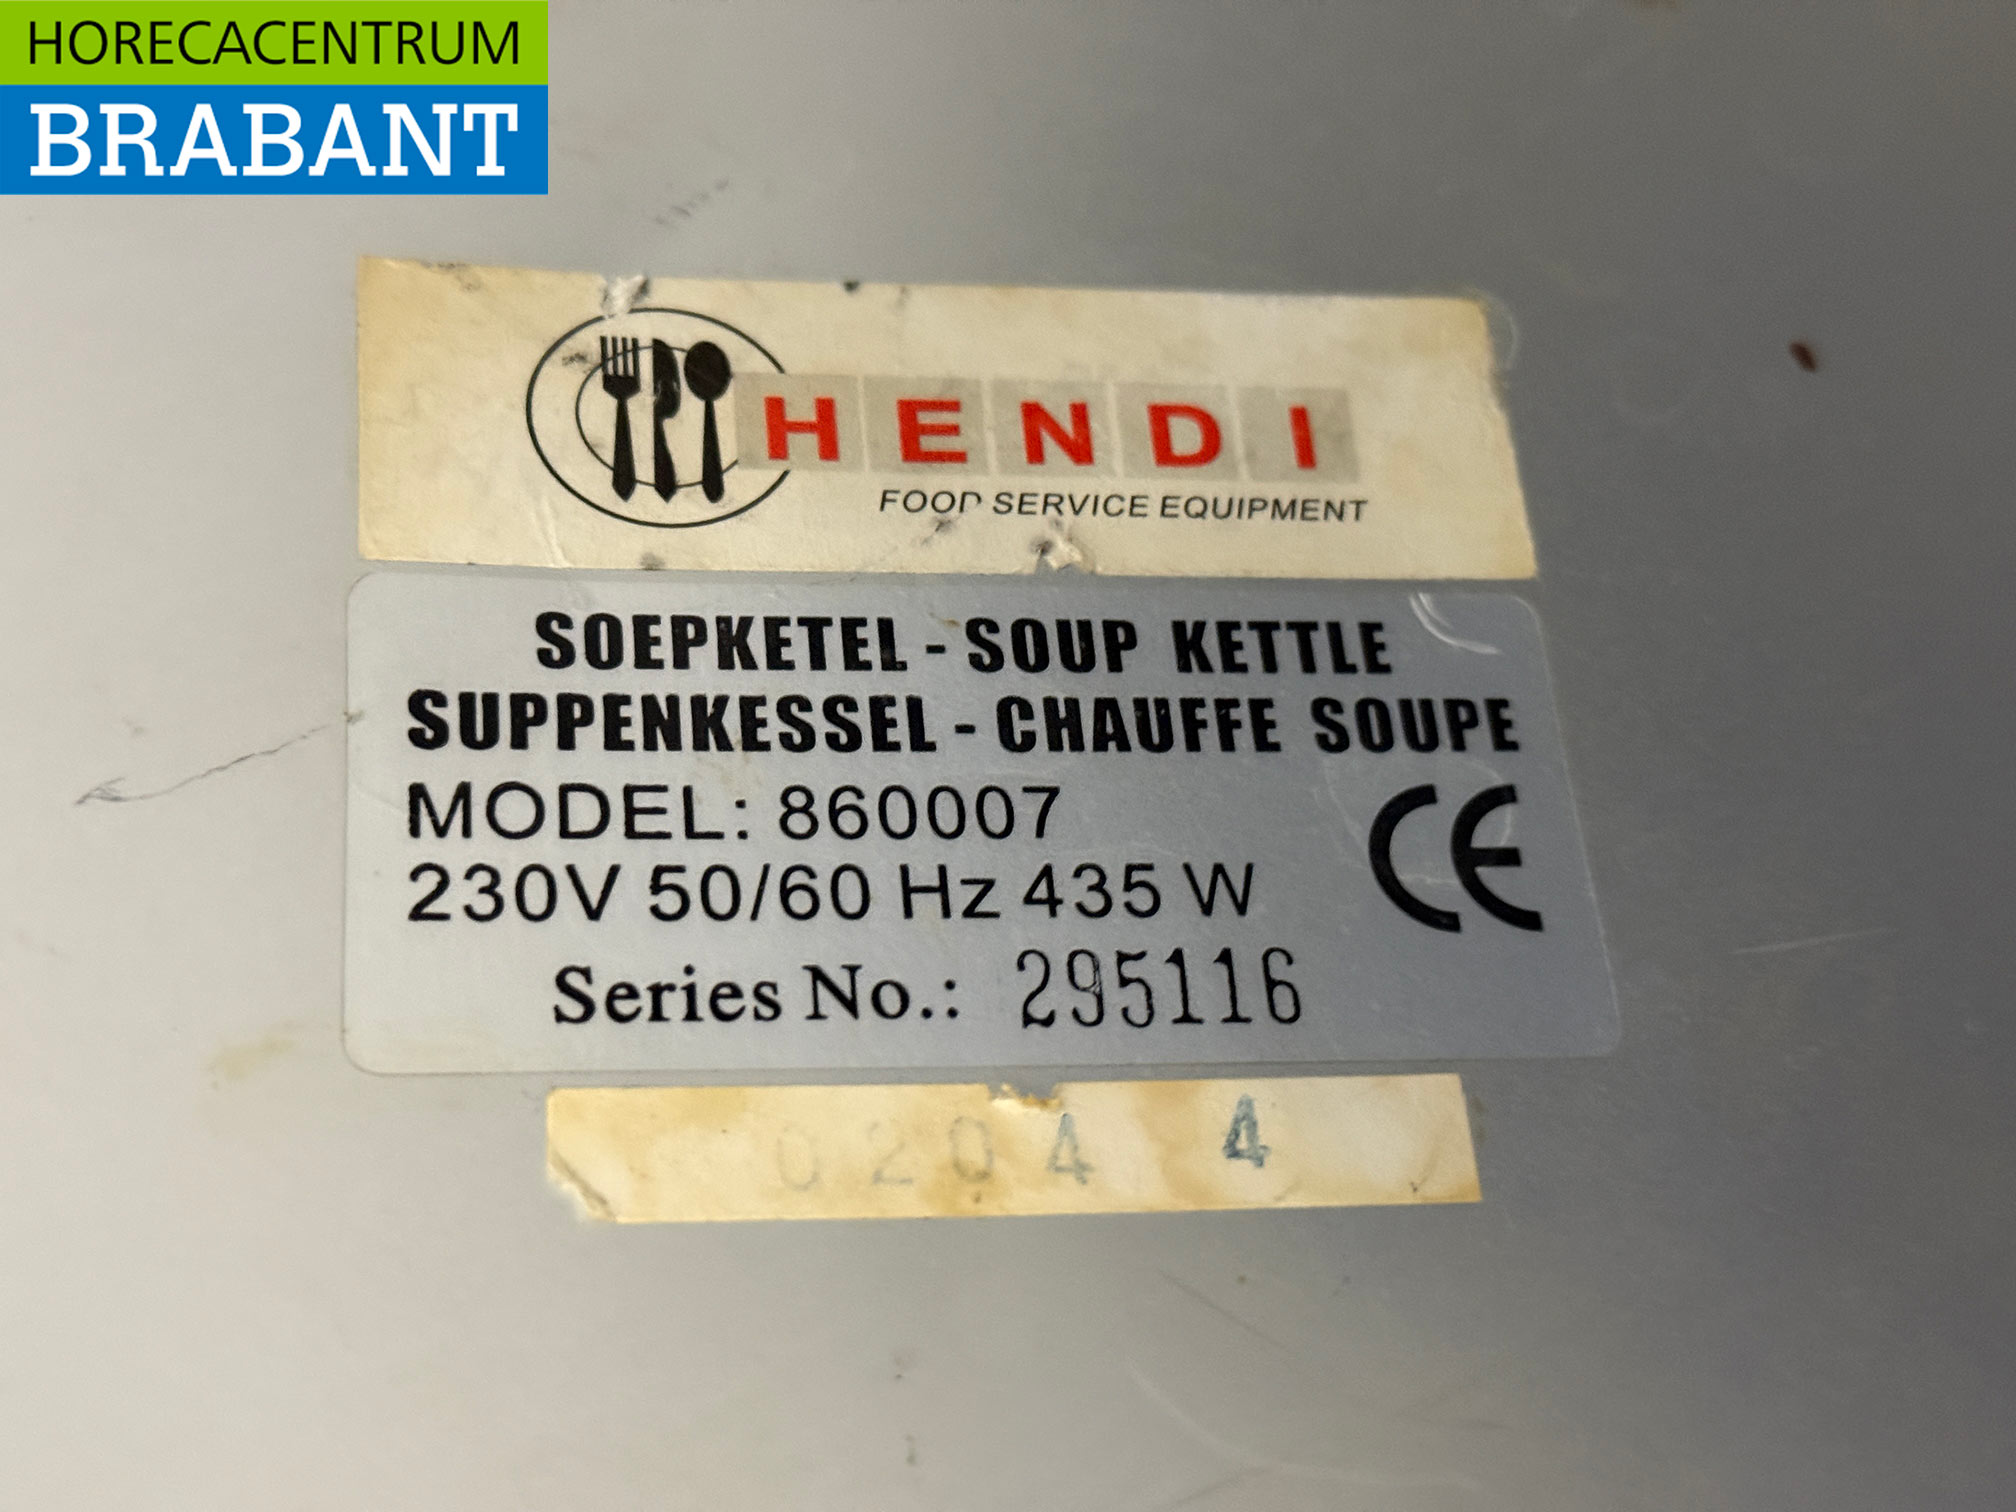 HORECACENTRUM
BRABANT
HENDI
FOOD SERVICE EQUIPMENT
SOEPKETEL - SOUP KETTLE
SUPPENKESSEL - CHAUFFE SOUPE
MODEL: 860007
230V 50/60 Hz 435 W
CE
Series No.: 295116
0204 4